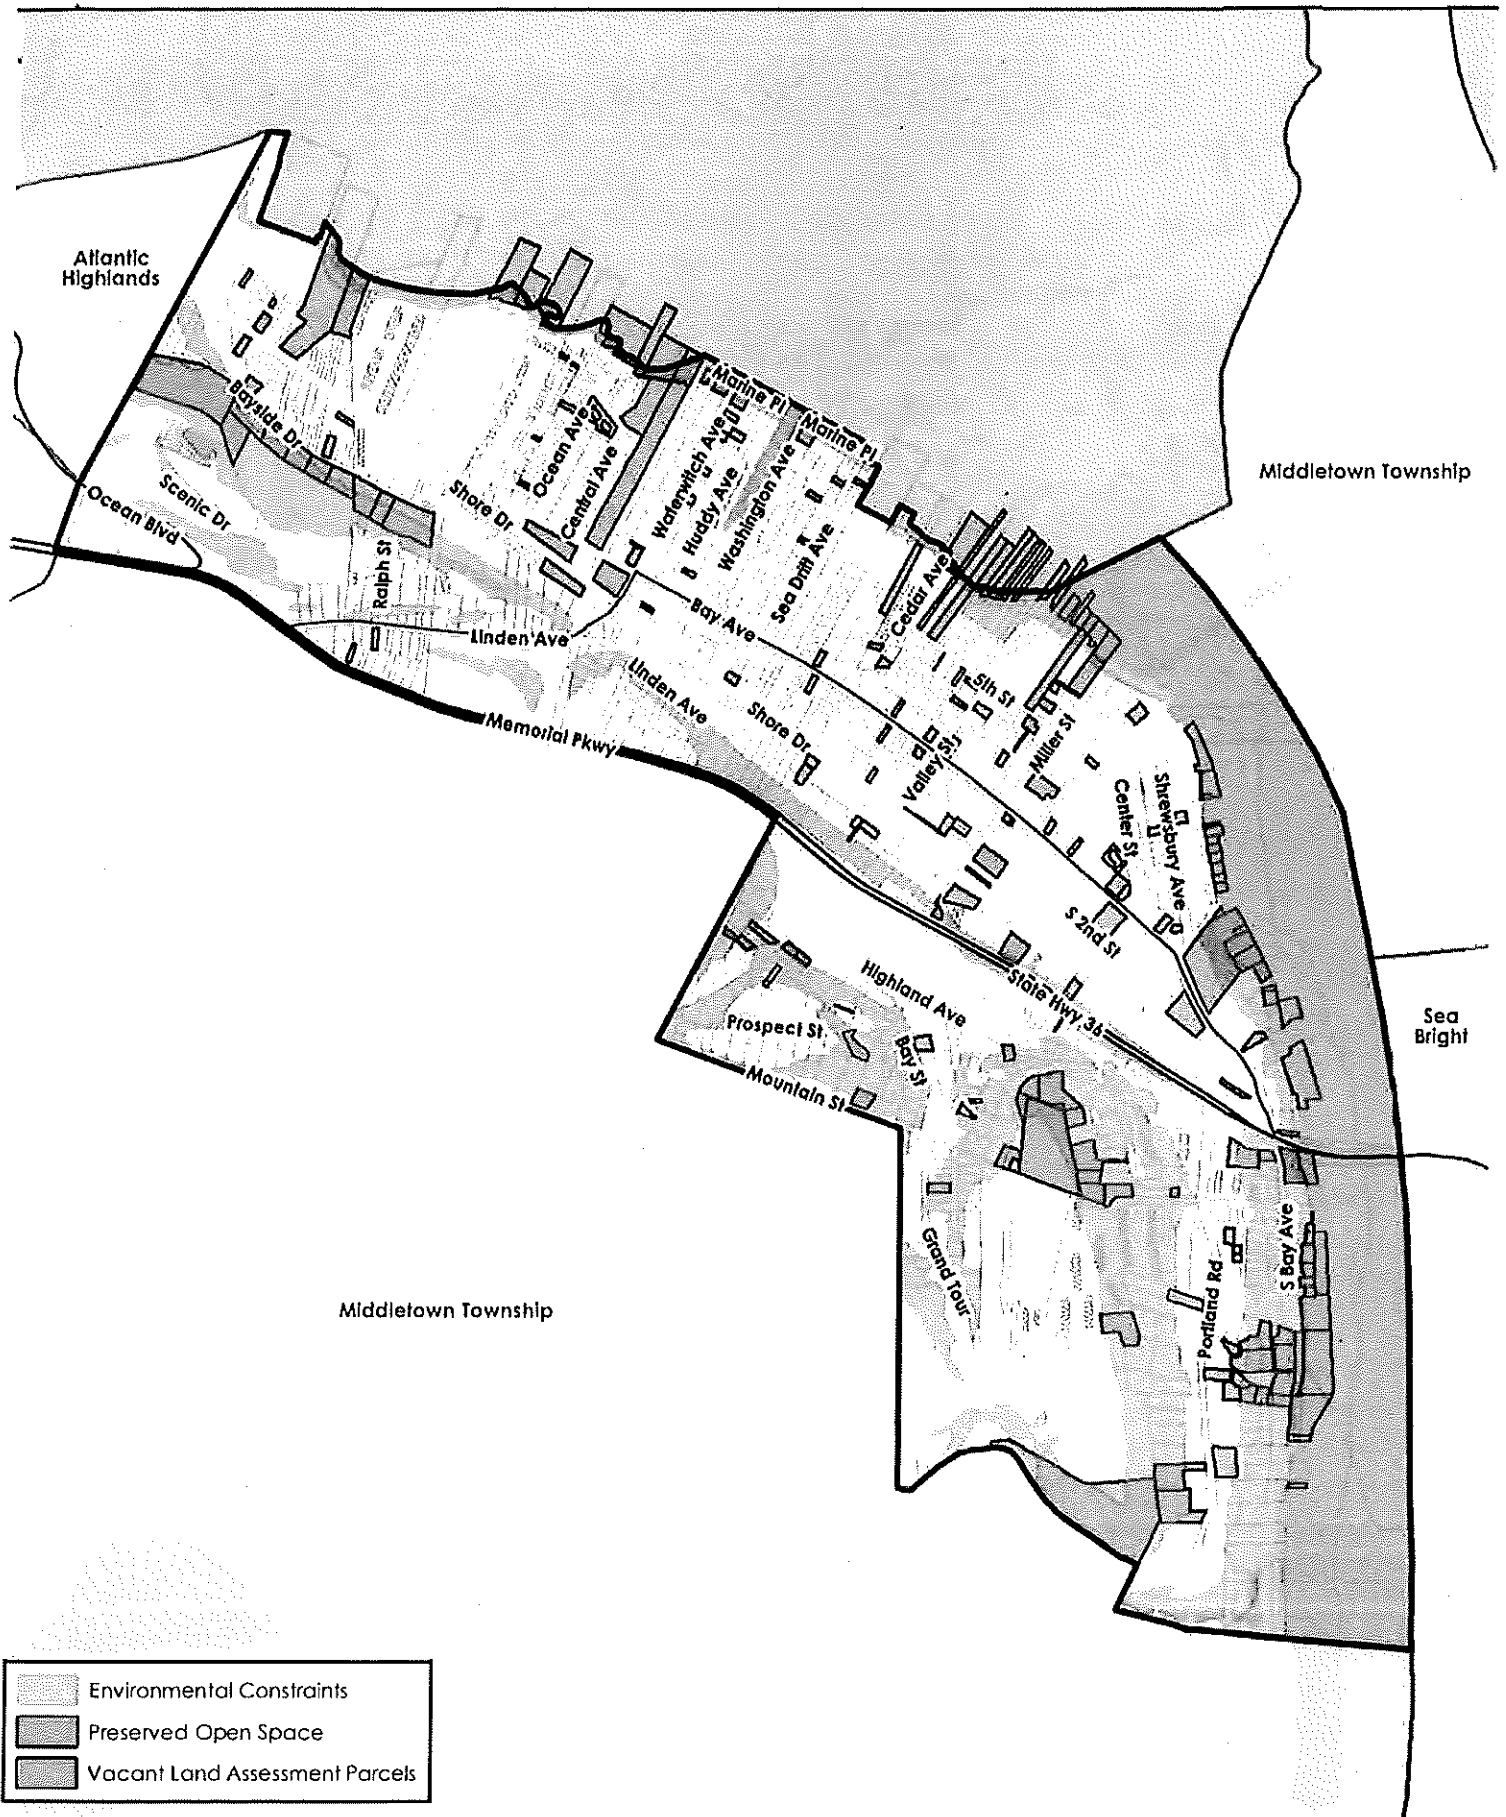 Atlantic
Highlands
Marine Pl
Marine Pl
Bayside Dr
Middletown Township
Scenic Dr
Ocean Blvd
Ocean Ave
Central Ave
Shore Dr
Waterwitch Ave
Huddy Ave
Washington Ave
Sea Drift Ave
Cedar Ave
Ralph St
Linden Ave
Bay Ave
Linden Ave
5th St
Shore Dr
Miller St
Memorial Pkwy
Valley St
Center St
Shrewsbury Ave
S 2nd St
Highland Ave
State Hwy 36
Prospect St
Bay St
Mountain St
Sea
Bright
Grand Tour
S Bay Ave
Portland Rd
Middletown Township
Environmental Constraints
Preserved Open Space
Vacant Land Assessment Parcels